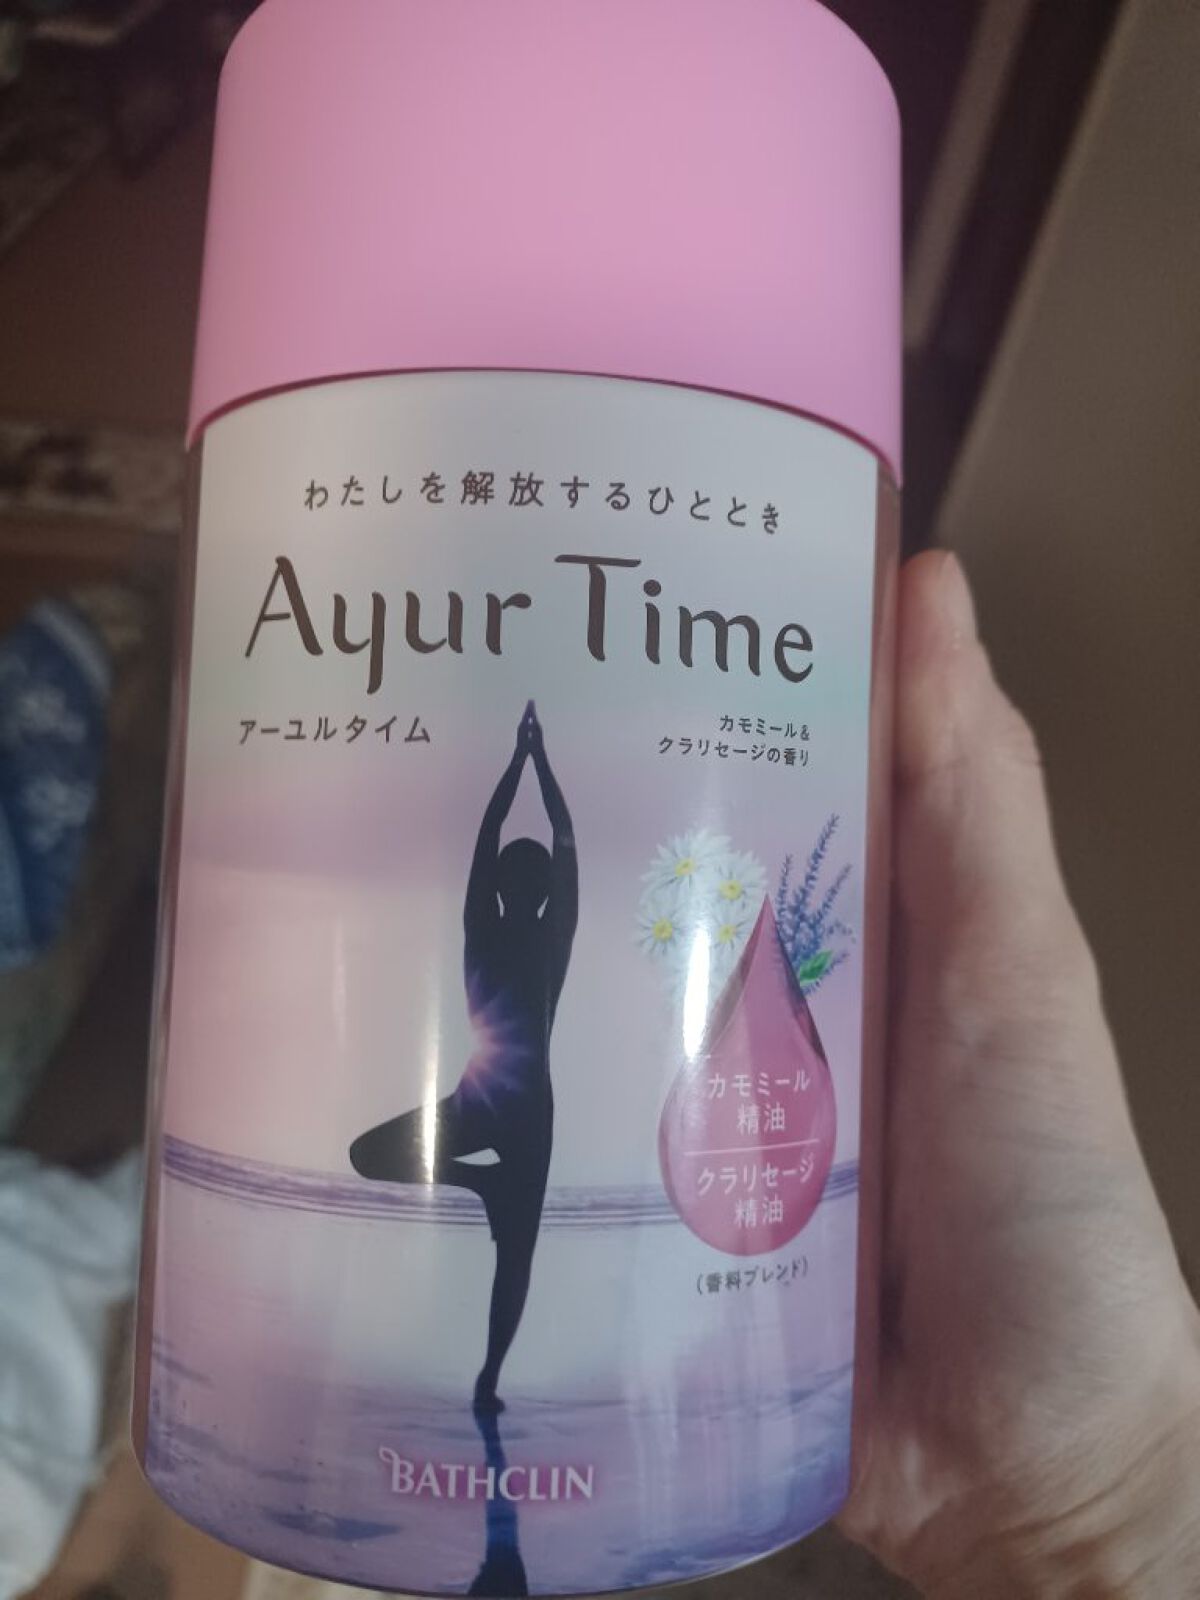 わたしを解放するひととき
Ayur Time
アーユルタイム
カモミール&
クラリセージの香り
カモミール
精油
クラリセージ
精油
(香料ブレンド)
BATHCLIN